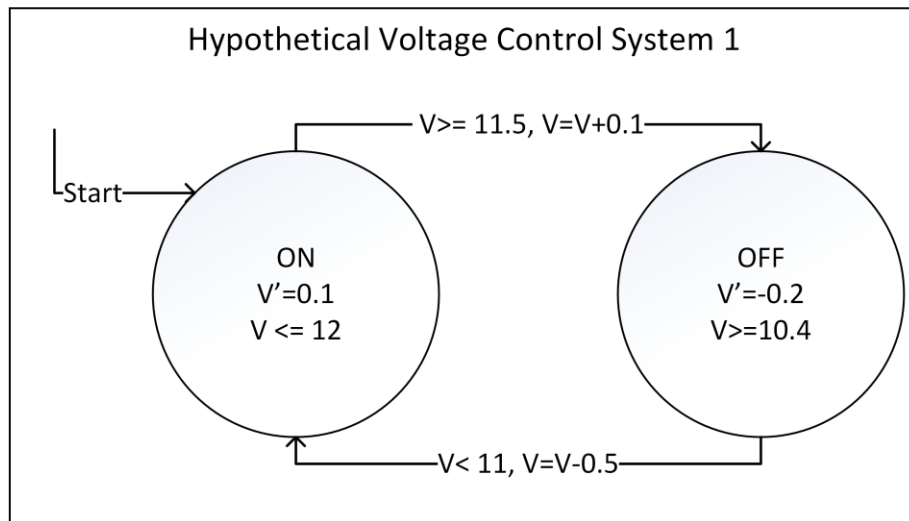 Hypothetical Voltage Control System 1
V>= 11.5, V=V+0.1
Start
ON
V’=0.1
V <= 12
OFF
V’=-0.2
V>=10.4
V< 11, V=V-0.5